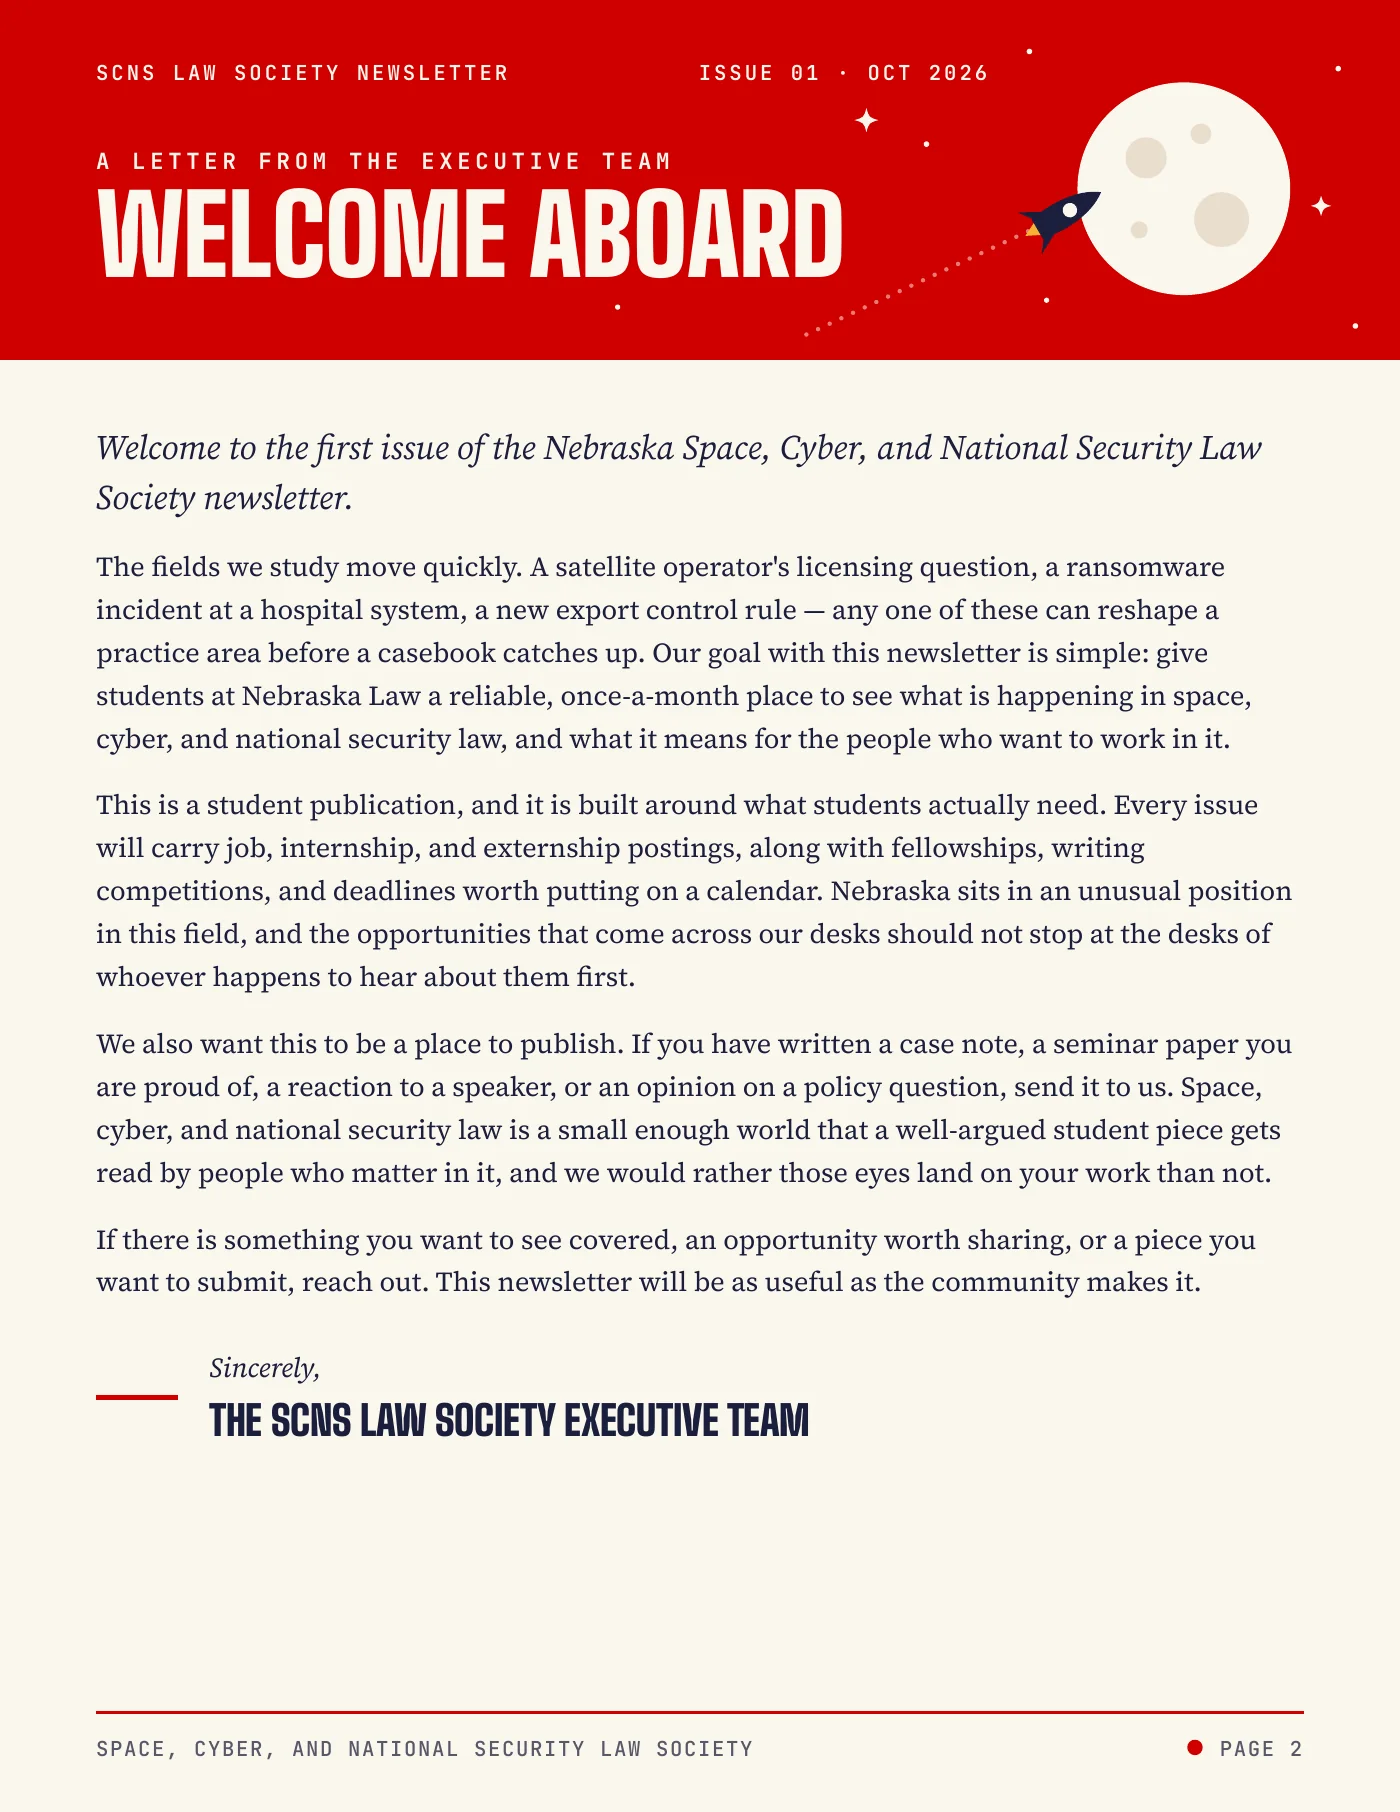 SCNS LAW SOCIETY NEWSLETTER
ISSUE 01 · OCT 2026
A LETTER FROM THE EXECUTIVE TEAM
WELCOME ABOARD
Welcome to the first issue of the Nebraska Space, Cyber, and National Security Law
Society newsletter.
The fields we study move quickly. A satellite operator's licensing question, a ransomware
incident at a hospital system, a new export control rule — any one of these can reshape a
practice area before a casebook catches up. Our goal with this newsletter is simple: give
students at Nebraska Law a reliable, once-a-month place to see what is happening in space,
cyber, and national security law, and what it means for the people who want to work in it.
This is a student publication, and it is built around what students actually need. Every issue
will carry job, internship, and externship postings, along with fellowships, writing
competitions, and deadlines worth putting on a calendar. Nebraska sits in an unusual position
in this field, and the opportunities that come across our desks should not stop at the desks of
whoever happens to hear about them first.
We also want this to be a place to publish. If you have written a case note, a seminar paper you
are proud of, a reaction to a speaker, or an opinion on a policy question, send it to us. Space,
cyber, and national security law is a small enough world that a well-argued student piece gets
read by people who matter in it, and we would rather those eyes land on your work than not.
If there is something you want to see covered, an opportunity worth sharing, or a piece you
want to submit, reach out. This newsletter will be as useful as the community makes it.
Sincerely,
THE SCNS LAW SOCIETY EXECUTIVE TEAM
SPACE, CYBER, AND NATIONAL SECURITY LAW SOCIETY
PAGE 2